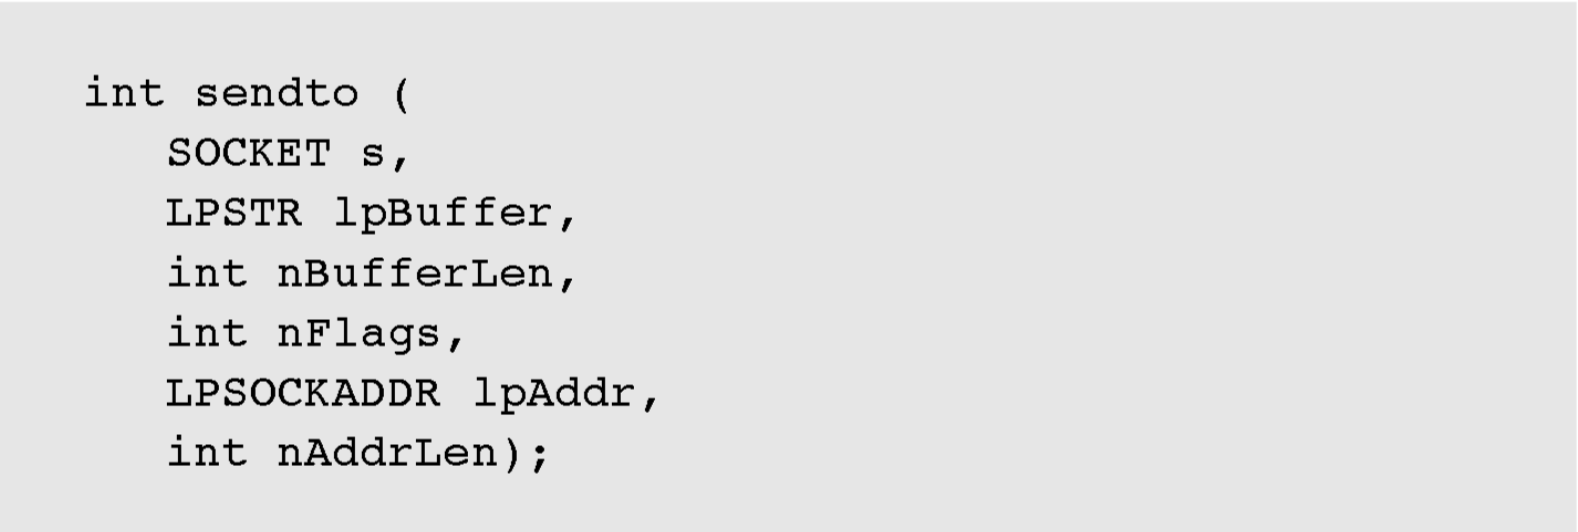 int sendto (
SOCKET s,
LPSTR lpBuffer,
int nBufferLen,
int nFlags,
LPSOCKADDR lpAddr,
int nAddrLen);